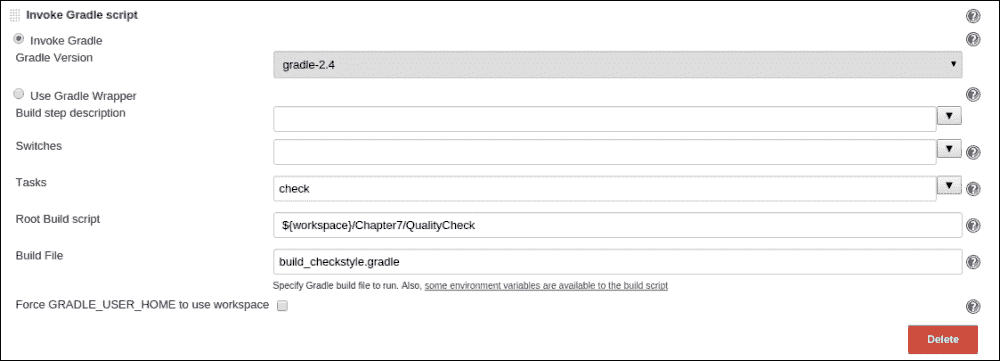 Invoke Gradle script
Invoke Gradle
Gradle Version
gradle-2.4
Use Gradle Wrapper
Build step description
Switches
Tasks
check
Root Build script
${workspace}/Chapter7/QualityCheck
Build File
build_checkstyle.gradle
Specify Gradle build file to run. Also, some environment variables are available to the build script
Force GRADLE_USER_HOME to use workspace
Delete